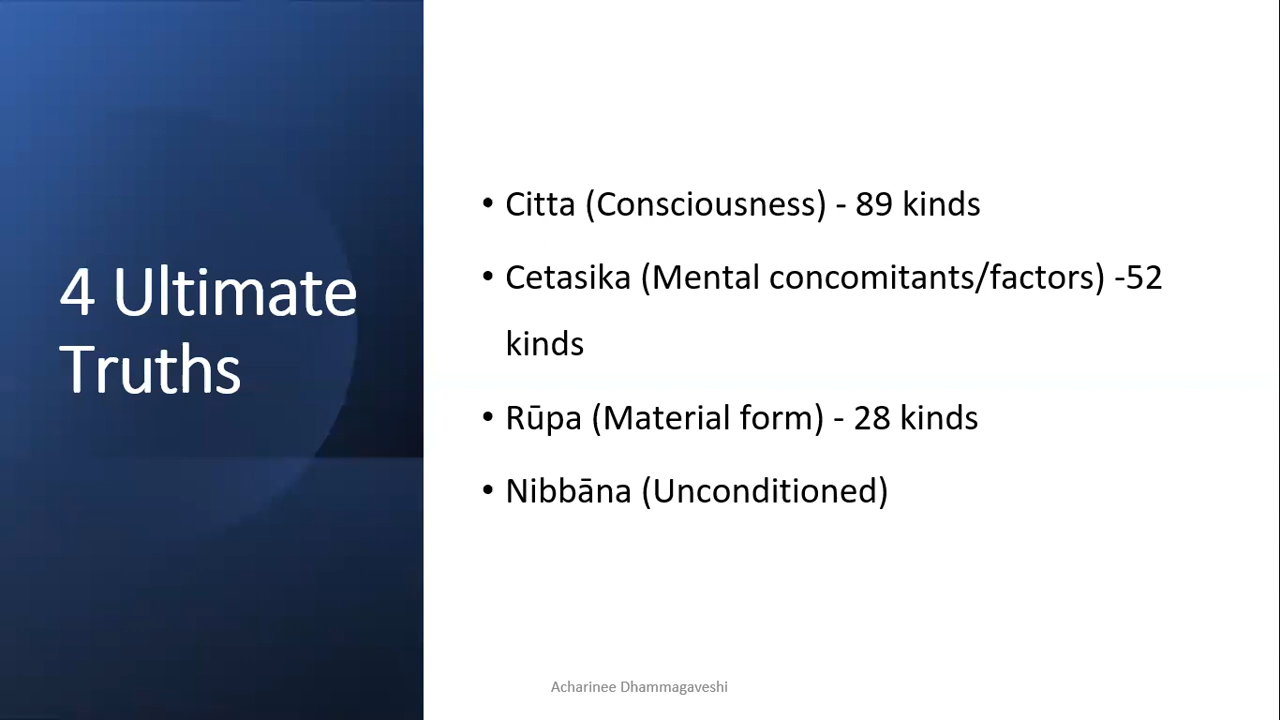 4 Ultimate
Truths
• Citta (Consciousness) - 89 kinds
• Cetasika (Mental concomitants/factors) -52
kinds
• Rūpa (Material form) - 28 kinds
• Nibbāna (Unconditioned)
Acharinee Dhammagaveshi